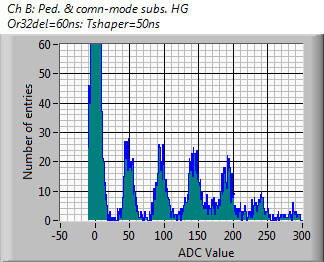 Ch B: Ped. & comn-mode subs. HG
Or32del=60ns: Tshaper=50ns
60
50
40
30
20
10
0
Number of entries
-50 0 50 100 150 200 250 300
ADC Value